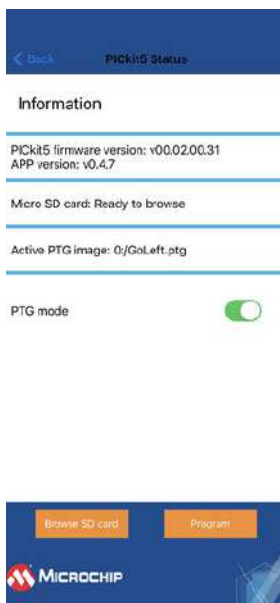 Back
PICkit5 Status
Information
PICkit5 firmware version: v00.02.00.31
APP version: v0.4.7
Micro SD card: Ready to browse
Active PTG image: 0:/GoLeft.ptg
PTG mode
Browse SD card
Program
MICROCHIP